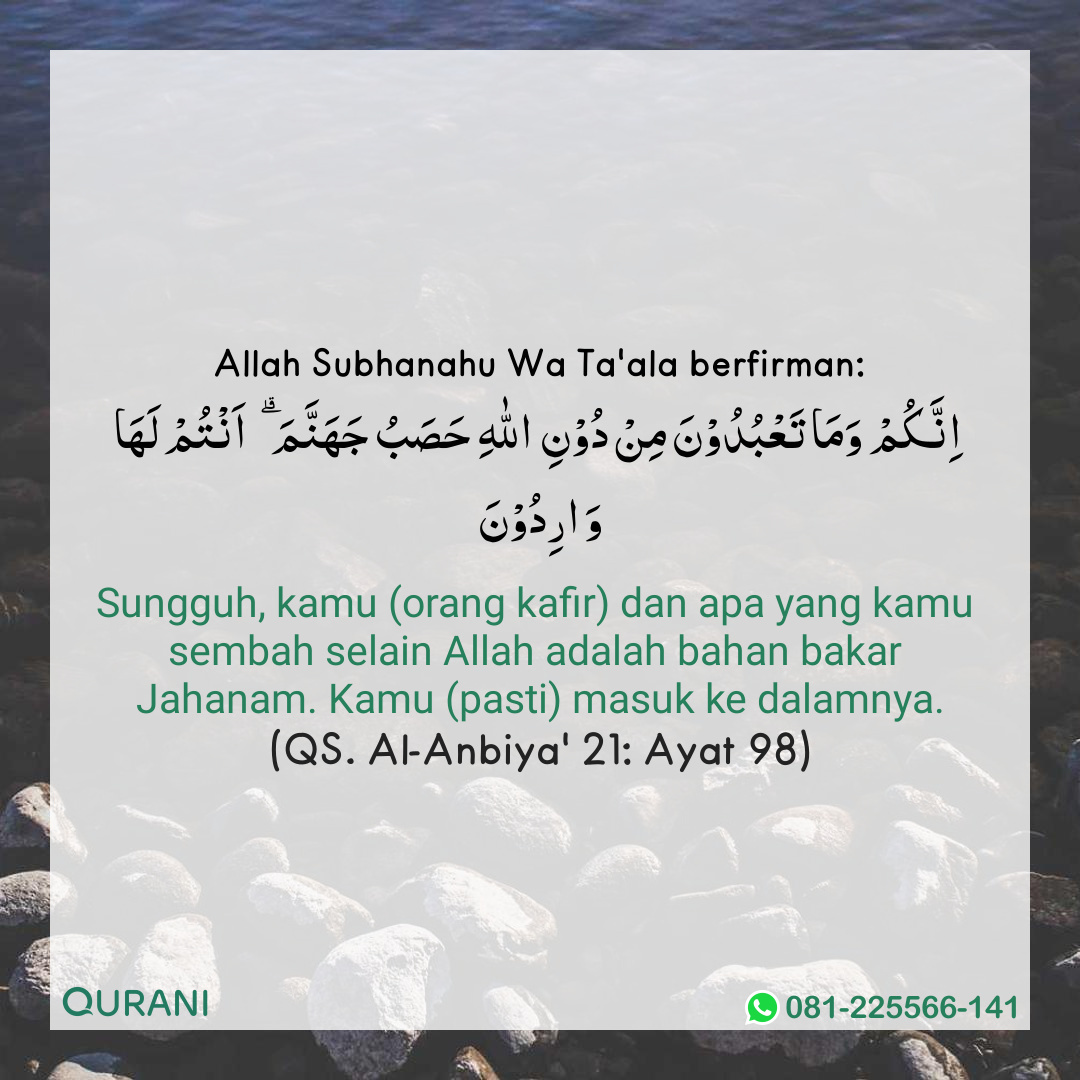 Allah Subhanahu Wa Ta'ala berfirman:
اِنَّكُمْ وَمَا تَعْبُدُوْنَ مِنْ دُوْنِ اللّٰهِ حَصَبُ جَهَنَّمَ ۗ اَنْـتُمْ لَهَا
وَا رِدُوْنَ
Sungguh, kamu (orang kafir) dan apa yang kamu
sembah selain Allah adalah bahan bakar
Jahanam. Kamu (pasti) masuk ke dalamnya.
(QS. Al-Anbiya' 21: Ayat 98)
QURANI
081-225566-141